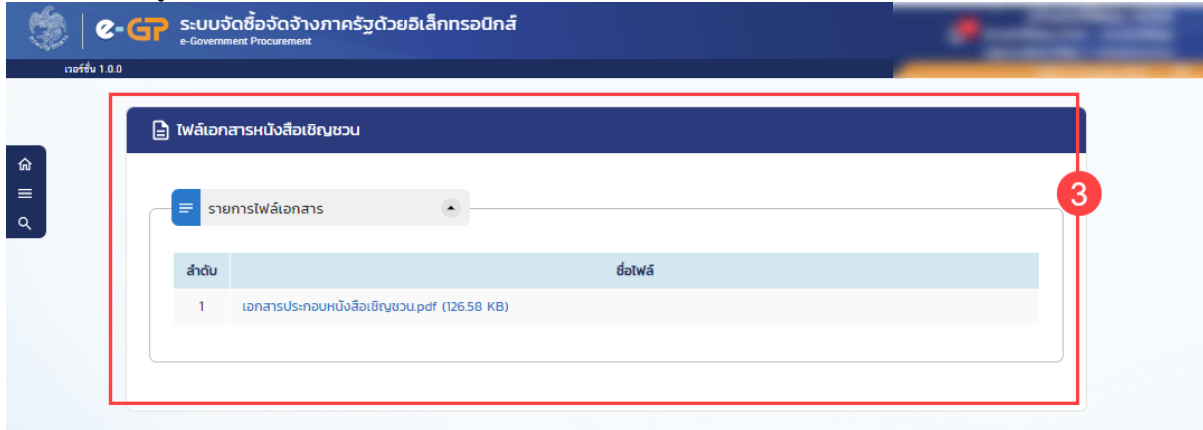 e-GP ระบบจัดซื้อจัดจ้างภาครัฐด้วยอิเล็กทรอนิกส์
e-Government Procurement
เวอร์ชั่น 1.0.0
ไฟล์เอกสารหนังสือเชิญชวน
3
รายการไฟล์เอกสาร
ลำดับ ชื่อไฟล์
1 เอกสารประกอบหนังสือเชิญชวน.pdf (126.58 KB)